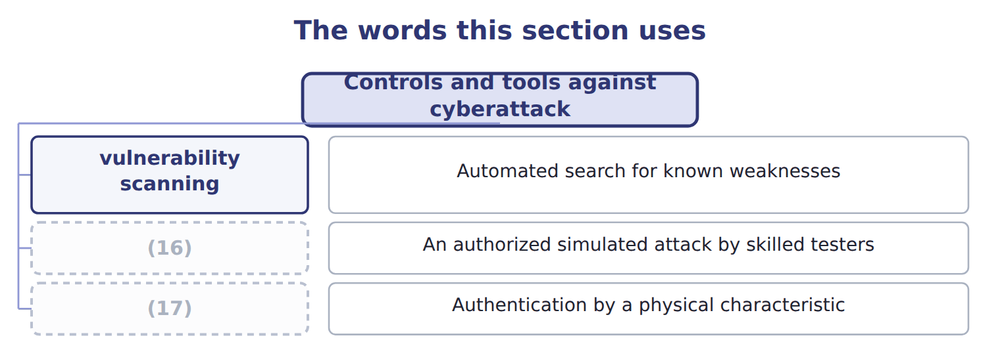 The words this section uses
Controls and tools against
cyberattack
vulnerability
scanning
Automated search for known weaknesses
(16)
An authorized simulated attack by skilled testers
(17)
Authentication by a physical characteristic